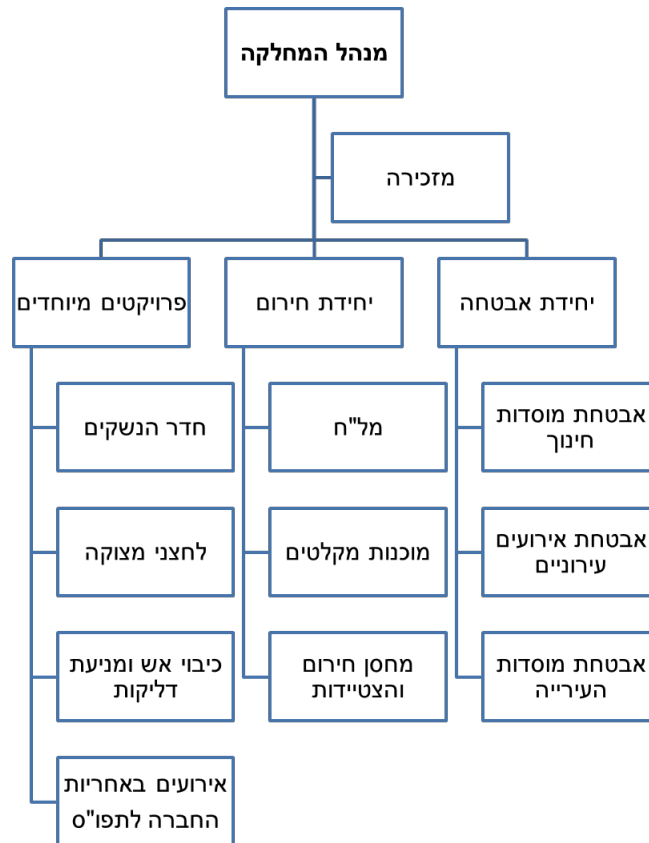 מנהל המחלקה
מזכירה
יחידת אבטחה
יחידת חירום
פרויקטים מיוחדים
אבטחת מוסדות
חינוך
אבטחת אירועים
עירוניים
אבטחת מוסדות
העירייה
מל"ח
מוכנות מקלטים
מחסן חירום
והצטיידות
חדר הנשקים
לחצני מצוקה
כיבוי אש ומניעת
דליקות
אירועים באחריות
החברה לתפו"ס